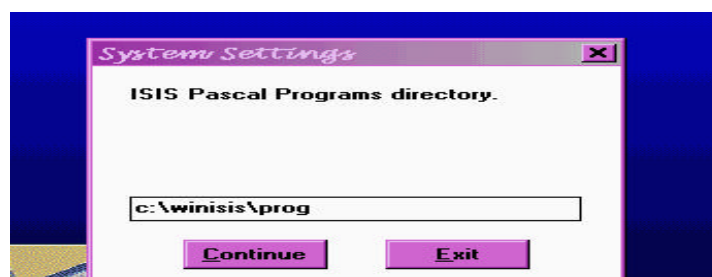 System Settings
ISIS Pascal Programs directory.
c:\winisis\prog
Continue
Exit